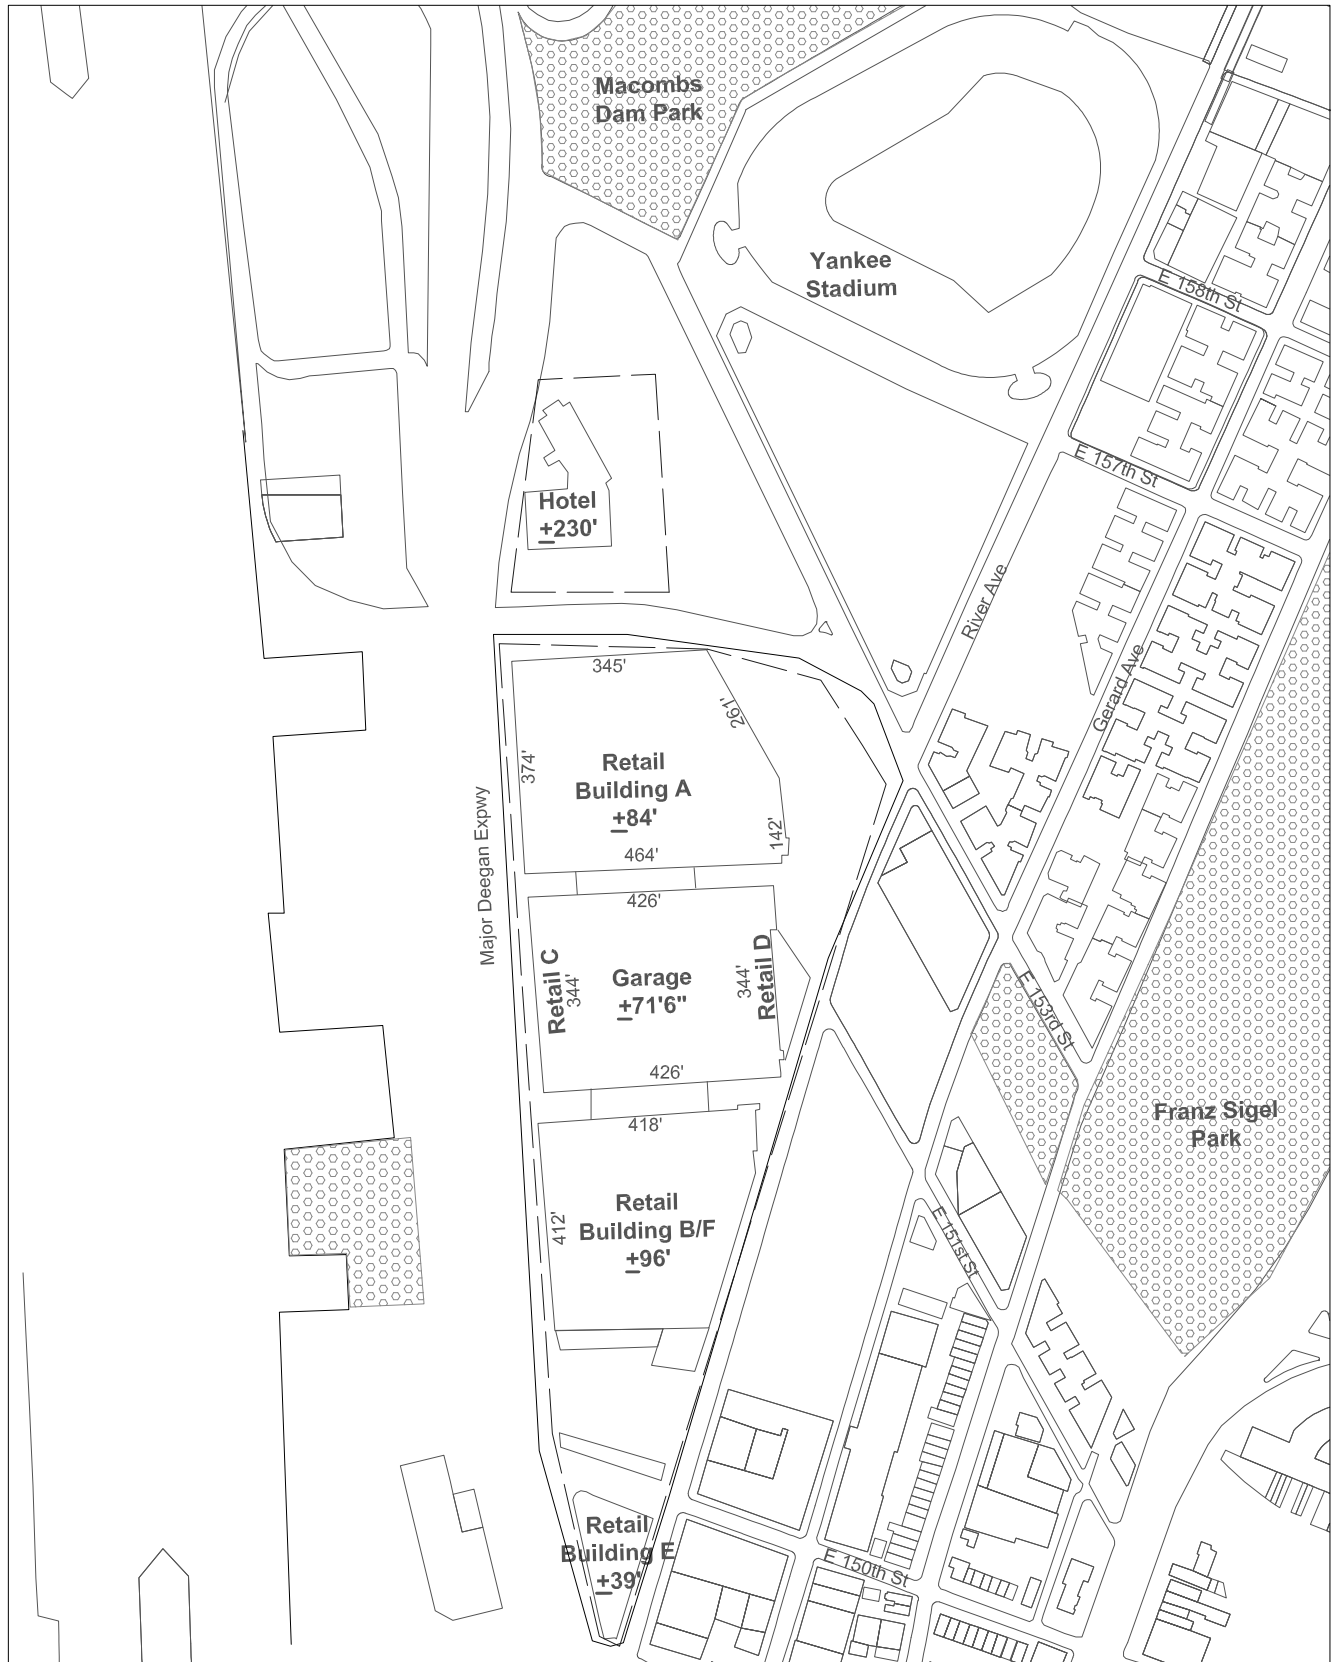 Macombs
Dam Park
Yankee
Stadium
E 158th St
E 157th St
Hotel
+230'
River Ave
Gerard Ave
345'
261'
374'
Retail
Building A
+84'
142'
464'
Major Deegan Expwy
426'
Retail C
344'
Garage
+71'6"
344'
Retail D
426'
E 153rd St
Franz Sigel
Park
418'
412'
Retail
Building B/F
+96'
E 151st St
Retail
Building E
+39'
E 150th St